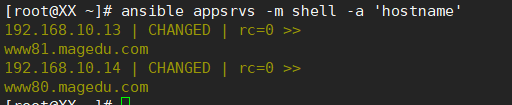 [root@XX ~]# ansible appsrvs -m shell -a 'hostname'
192.168.10.13 | CHANGED | rc=0 >>
www81.magedu.com
192.168.10.14 | CHANGED | rc=0 >>
www80.magedu.com
[root@XX ~]#